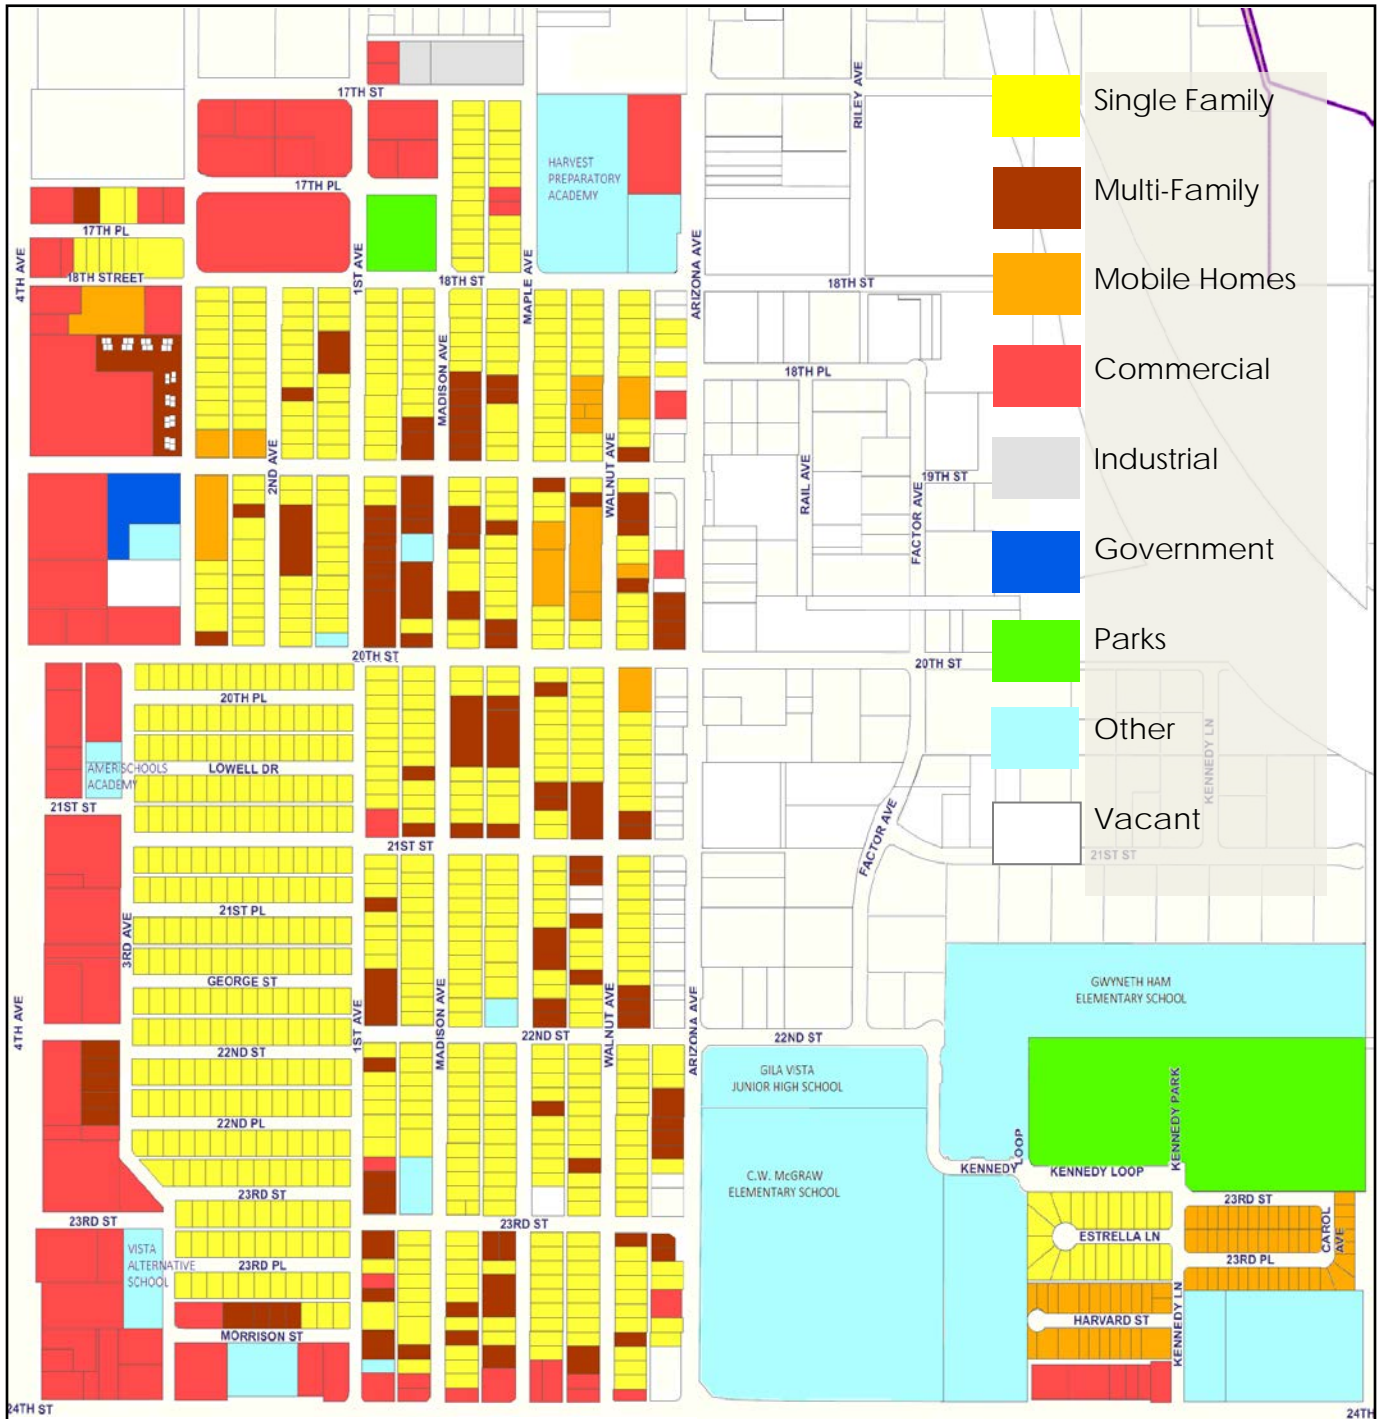 17TH ST
RILEY AVE
Single Family
HARVEST
PREPARATORY
ACADEMY
17TH PL
Multi-Family
17TH PL
4TH AVE
18TH STREET
1ST AVE
18TH ST
MAPLE AVE
ARIZONA AVE
18TH ST
Mobile Homes
MADISON AVE
18TH PL
Commercial
2ND AVE
WALNUT AVE
RAIL AVE
19TH ST
FACTOR AVE
Industrial
Government
20TH ST
20TH ST
Parks
20TH PL
LOWELL DR
AMERISCHOOLS
ACADEMY
21ST ST
KENNEDY LN
Other
21ST ST
FACTOR AVE
Vacant
21ST ST
21ST PL
3RD AVE
GEORGE ST
GWYNETH HAM
ELEMENTARY SCHOOL
4TH AVE
1ST AVE
MADISON AVE
22ND ST
WALNUT AVE
ARIZONA AVE
22ND ST
22ND ST
GILA VISTA
JUNIOR HIGH SCHOOL
22ND PL
KENNEDY PARK
KENNEDY
LOOP
KENNEDY LOOP
C.W. McGRAW
ELEMENTARY SCHOOL
23RD ST
23RD ST
23RD ST
23RD ST
VISTA
ALTERNATIVE
SCHOOL
23RD PL
ESTRELLA LN
CAROL
AVE
23RD PL
MORRISON ST
HARVARD ST
KENNEDY LN
24TH ST
24TH